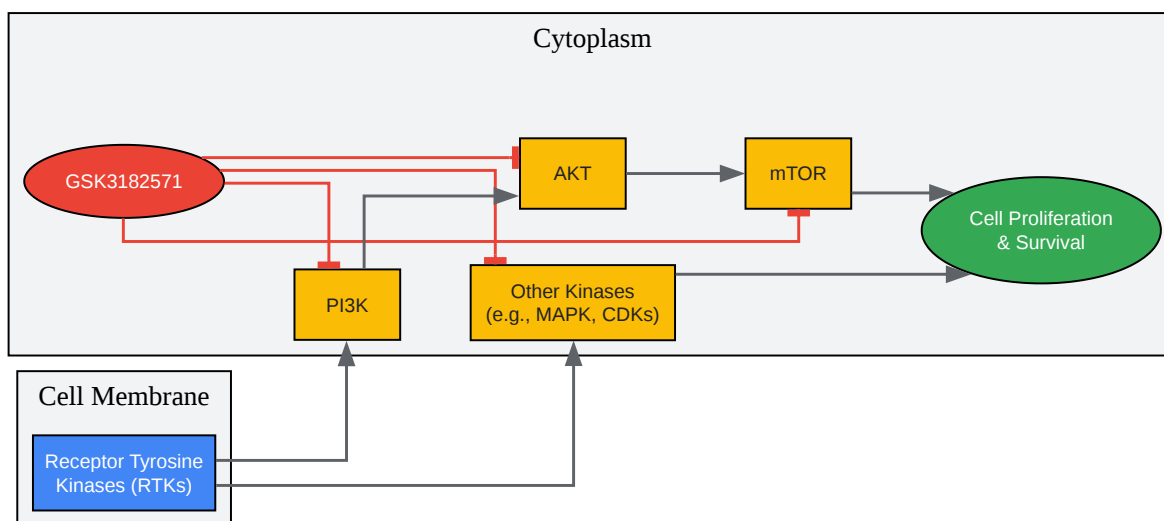 Cytoplasm
GSK3182571
AKT
mTOR
Cell Proliferation
& Survival
PI3K
Other Kinases
(e.g., MAPK, CDKs)
Cell Membrane
Receptor Tyrosine
Kinases (RTKs)